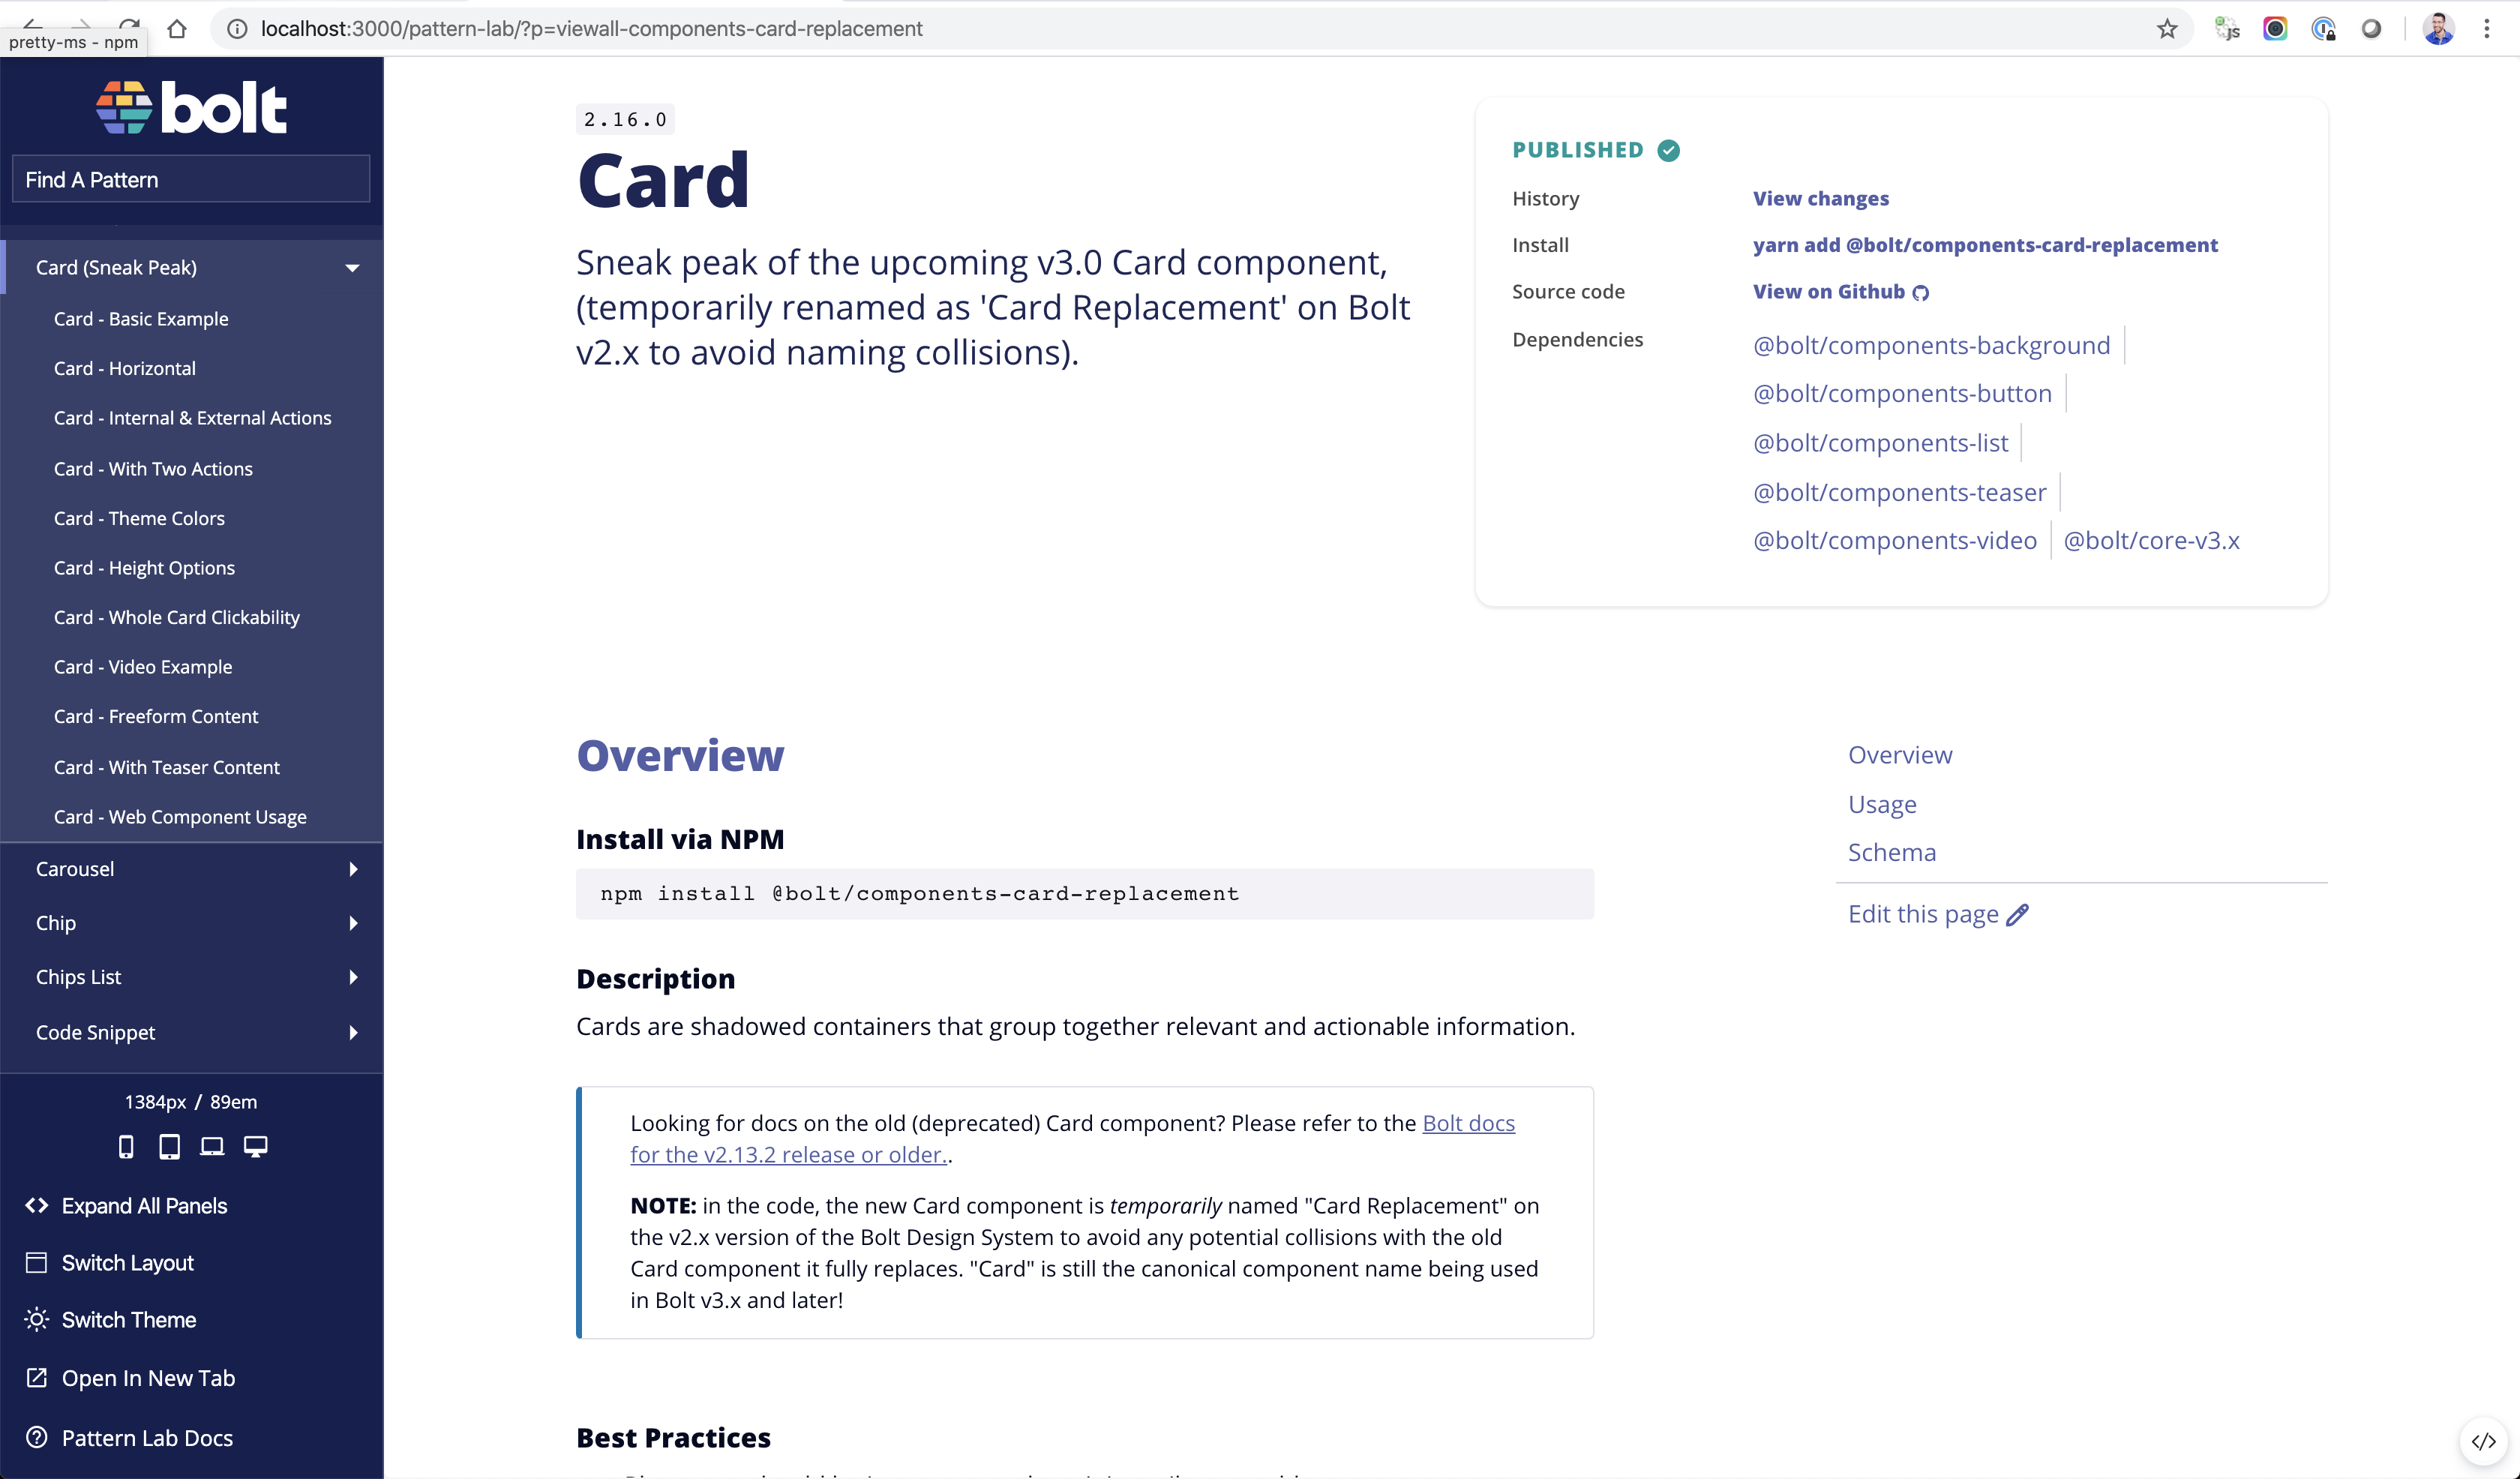 localhost:3000/pattern-lab/?p=viewall-components-card-replacement
pretty-ms - npm
JS
bolt
Find A Pattern
Card (Sneak Peak)
Card - Basic Example
Card - Horizontal
Card - Internal & External Actions
Card - With Two Actions
Card - Theme Colors
Card - Height Options
Card - Whole Card Clickability
Card - Video Example
Card - Freeform Content
Card - With Teaser Content
Card - Web Component Usage
Carousel
Chip
Chips List
Code Snippet
1384px / 89em
Expand All Panels
Switch Layout
Switch Theme
Open In New Tab
Pattern Lab Docs
2.16.0
Card
Sneak peak of the upcoming v3.0 Card component,
(temporarily renamed as 'Card Replacement' on Bolt
v2.x to avoid naming collisions).
PUBLISHED
History View changes
Install yarn add @bolt/components-card-replacement
Source code View on Github
Dependencies @bolt/components-background
@bolt/components-button
@bolt/components-list
@bolt/components-teaser
@bolt/components-video @bolt/core-v3.x
Overview
Install via NPM
npm install @bolt/components-card-replacement
Description
Cards are shadowed containers that group together relevant and actionable information.
Looking for docs on the old (deprecated) Card component? Please refer to the Bolt docs
for the v2.13.2 release or older..
NOTE: in the code, the new Card component is temporarily named "Card Replacement" on
the v2.x version of the Bolt Design System to avoid any potential collisions with the old
Card component it fully replaces. "Card" is still the canonical component name being used
in Bolt v3.x and later!
Best Practices
Overview
Usage
Schema
Edit this page